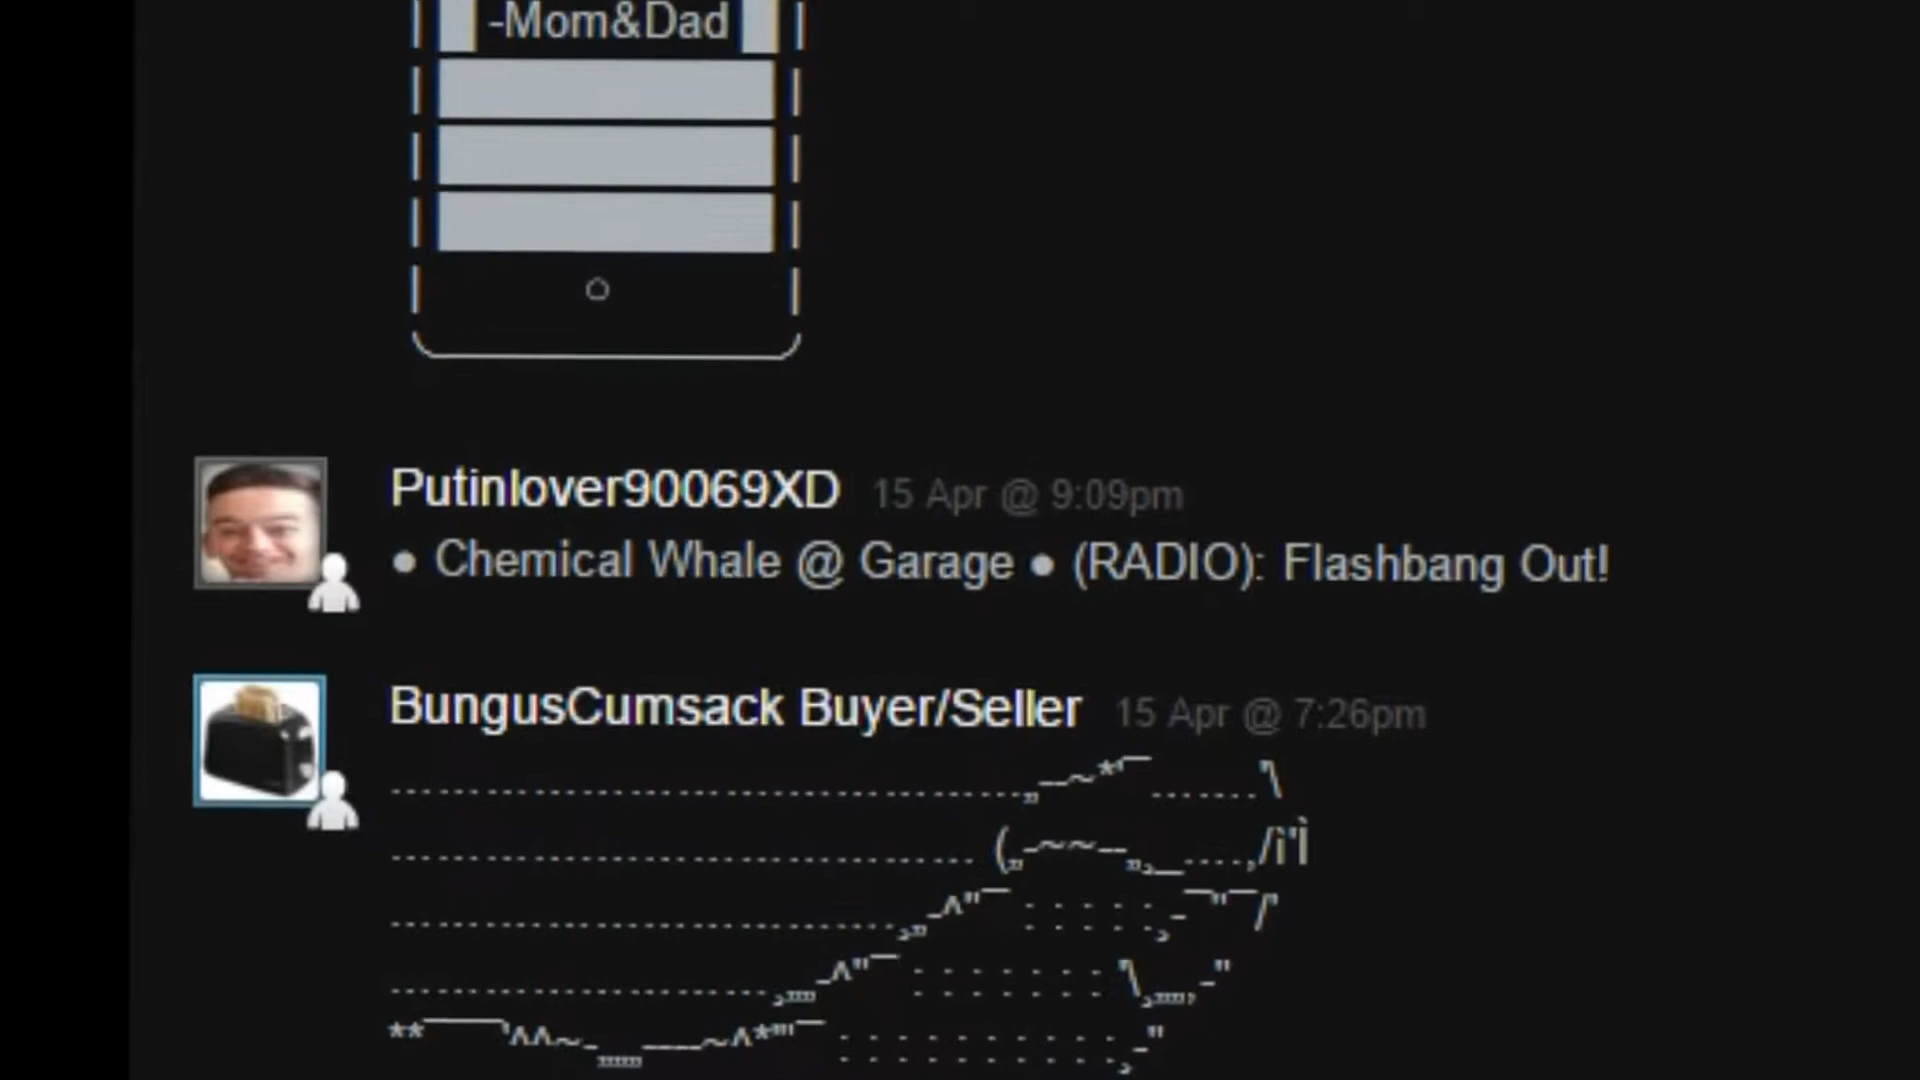 -Mom&Dad
Putinlover90069XD 15 Apr @ 9:09pm
● Chemical Whale @ Garage ● (RADIO): Flashbang Out!
BungusCumsack Buyer/Seller 15 Apr @ 7:26pm